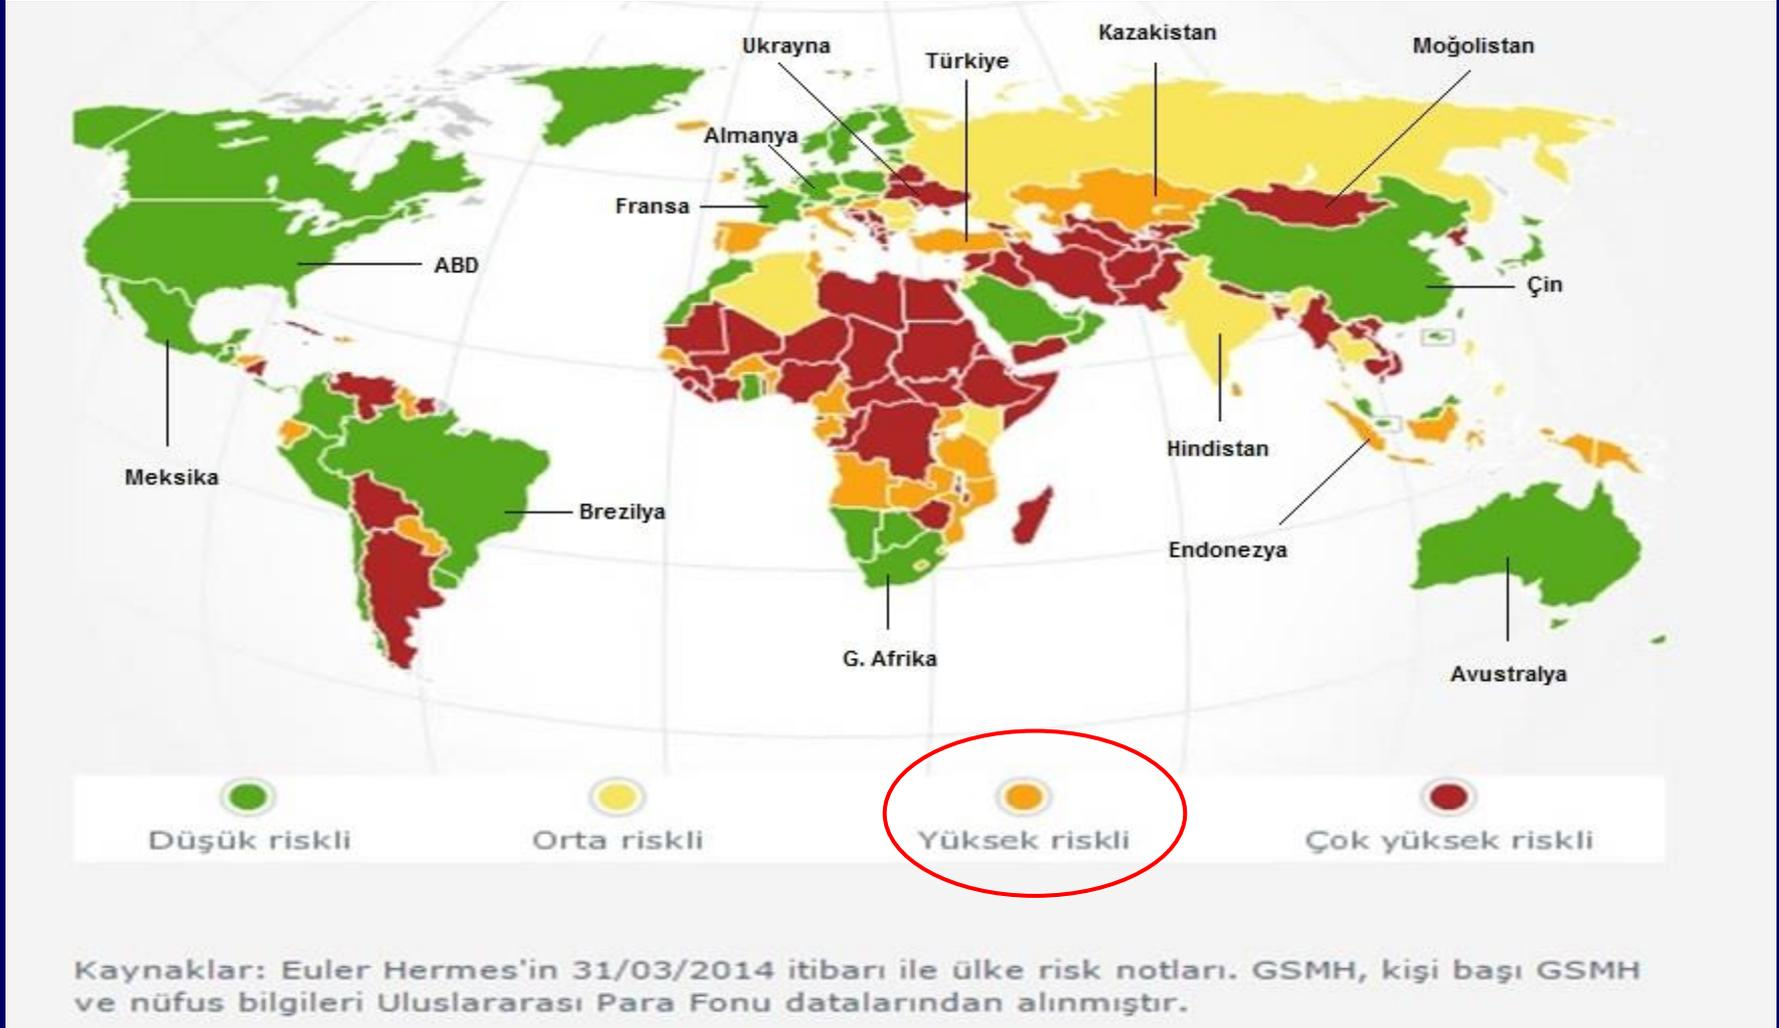 Kazakistan
Ukrayna
Moğolistan
Türkiye
Almanya
Fransa
ABD
Çin
Hindistan
Meksika
Brezilya
Endonezya
G. Afrika
Avustralya
Düşük riskli
Orta riskli
Yüksek riskli
Çok yüksek riskli
Kaynaklar: Euler Hermes'in 31/03/2014 itibarı ile ülke risk notları. GSMH, kişi başı GSMH
ve nüfus bilgileri Uluslararası Para Fonu datalarından alınmıştır.